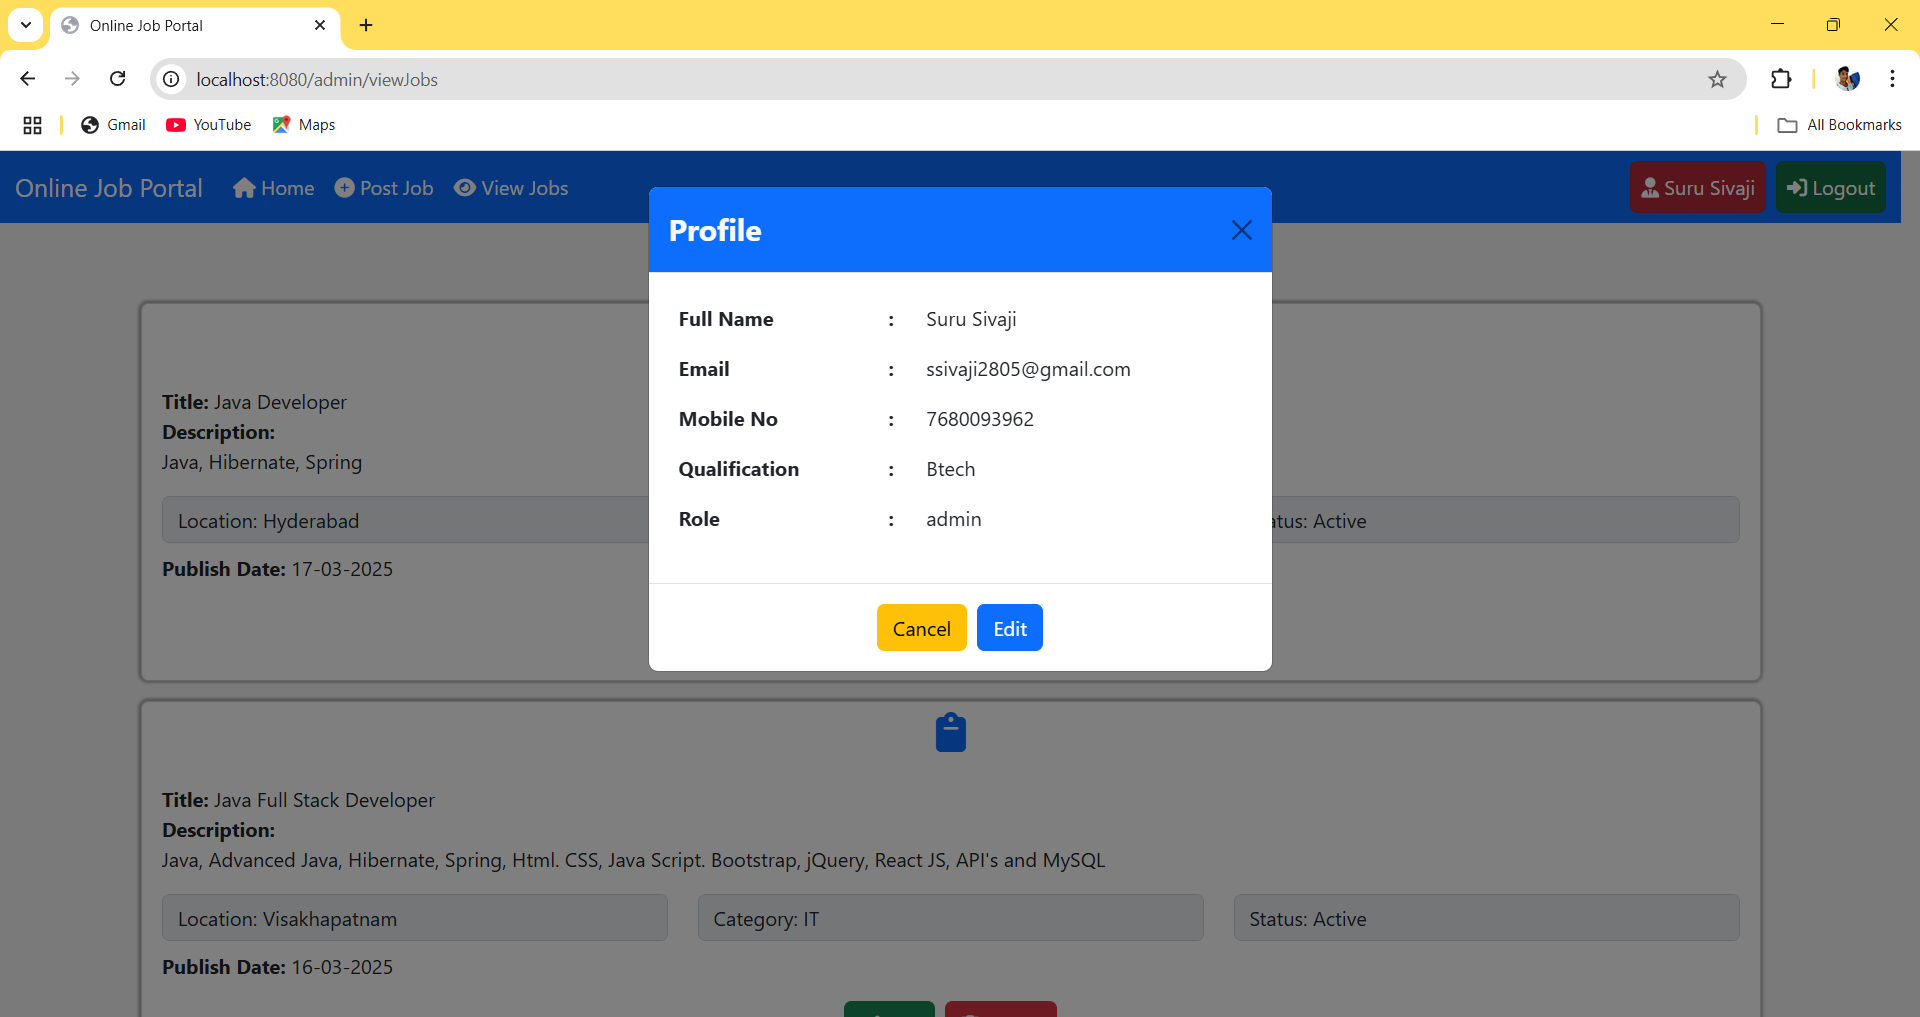 Online Job Portal
localhost:8080/admin/viewJobs
Gmail YouTube Maps All Bookmarks
Online Job Portal Home Post Job View Jobs Suru Sivaji Logout
Profile
Full Name : Suru Sivaji
Email : ssivaji2805@gmail.com
Mobile No : 7680093962
Qualification : Btech
Role : admin
Cancel Edit
Title: Java Developer
Description:
Java, Hibernate, Spring
Location: Hyderabad atus: Active
Publish Date: 17-03-2025
Title: Java Full Stack Developer
Description:
Java, Advanced Java, Hibernate, Spring, Html. CSS, Java Script. Bootstrap, jQuery, React JS, API's and MySQL
Location: Visakhapatnam Category: IT Status: Active
Publish Date: 16-03-2025